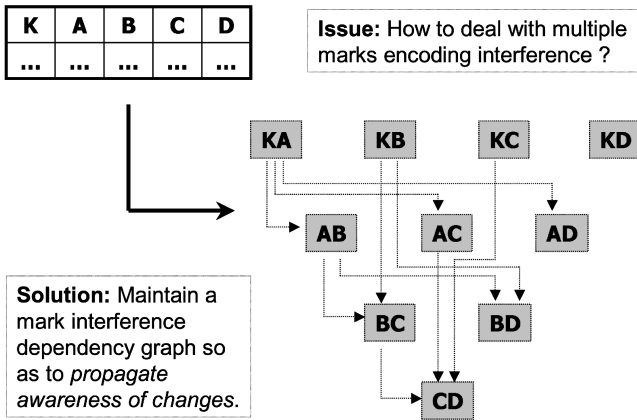 K A B C D
... ... ... ... ...
Issue: How to deal with multiple
marks encoding interference ?
KA KB KC KD
AB AC AD
Solution: Maintain a
mark interference
dependency graph so
as to propagate
awareness of changes.
BC BD
CD